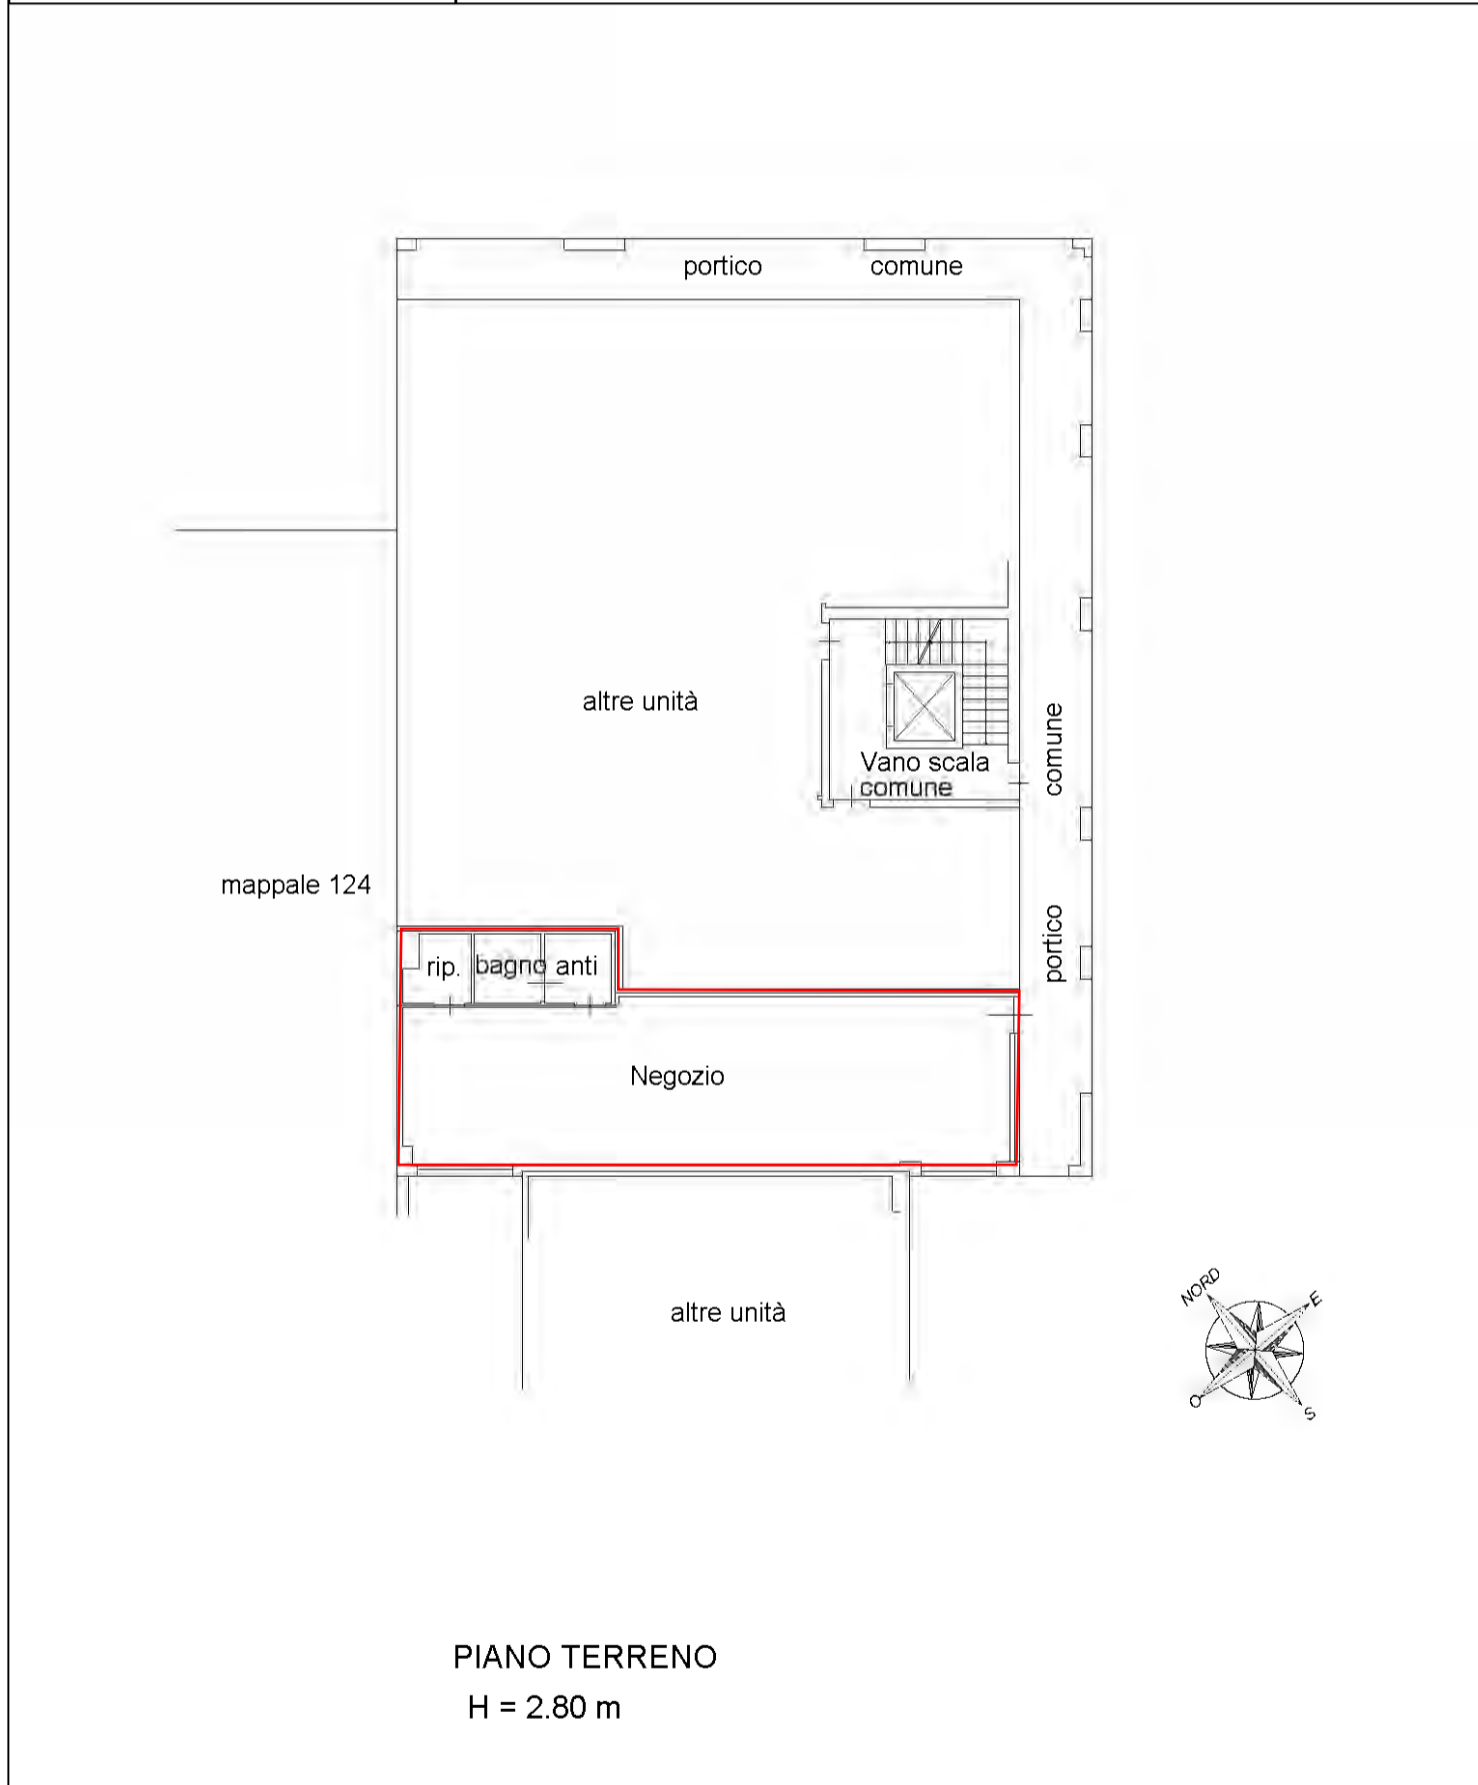 portico comune
altre unità
Vano scala
comune
comune
portico
mappale 124
rip. bagno anti
Negozio
altre unità
NORD
E
O
S
PIANO TERRENO
H = 2.80 m